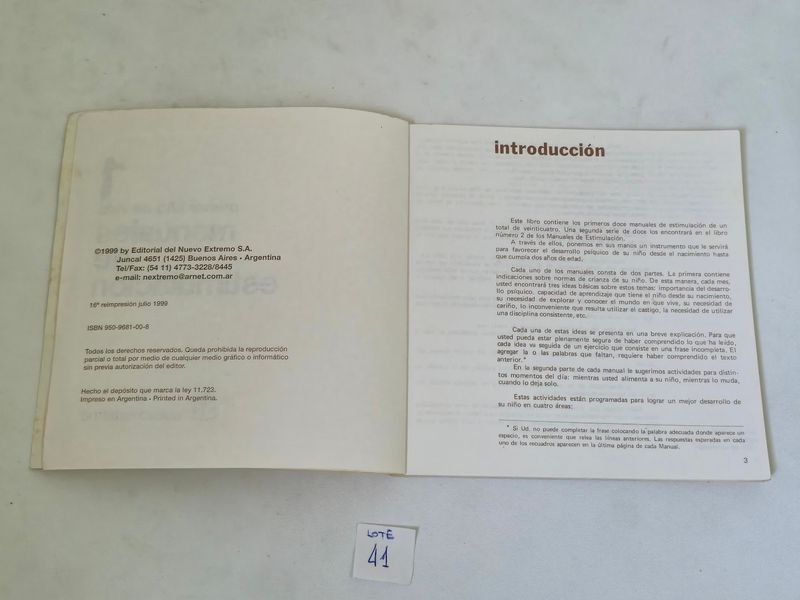 ©1999 by Editorial del Nuevo Extremo S.A.
Juncal 4651 (1425) Buenos Aires - Argentina
Tel/Fax: (54 11) 4773-3228/8445
e-mail: nextremo@arnet.com.ar
16ª reimpresión julio 1999
ISBN 950-9681-00-8
Todos los derechos reservados. Queda prohibida la reproducción
parcial o total por medio de cualquier medio gráfico o informático
sin previa autorización del editor.
Hecho el depósito que marca la ley 11.723.
Impreso en Argentina - Printed in Argentina.
introducción
Este libro contiene los primeros doce manuales de estimulación de un
total de veinticuatro. Una segunda serie de doce los encontrará en el libro
número 2 de los Manuales de Estimulación.
A través de ellos, ponemos en sus manos un instrumento que le servirá
para favorecer el desarrollo psíquico de su niño desde el nacimiento hasta
que cumpla dos años de edad.
Cada uno de los manuales consta de dos partes. La primera contiene
indicaciones sobre normas de crianza de su niño. De esta manera, cada mes,
usted encontrará tres ideas básicas sobre estos temas: importancia del desarro-
llo psíquico, capacidad de aprendizaje que tiene el niño desde su nacimiento,
su necesidad de explorar y conocer el mundo en que vive, su necesidad de
cariño, lo inconveniente que resulta utilizar el castigo, la necesidad de utilizar
una disciplina consistente, etc.
Cada una de estas ideas se presenta en una breve explicación. Para que
usted pueda estar plenamente segura de haber comprendido lo que ha leído,
cada idea va seguida de un ejercicio que consiste en una frase incompleta. El
agregar la o las palabras que faltan, requiere haber comprendido el texto
anterior.*
En la segunda parte de cada manual le sugerimos actividades para distin-
tos momentos del día: mientras usted alimenta a su niño, mientras lo muda,
cuando lo deja solo.
Estas actividades están programadas para lograr un mejor desarrollo de
su niño en cuatro áreas:
* Si Ud. no puede completar la frase colocando la palabra adecuada donde aparece un
espacio, es conveniente que relea las líneas anteriores. Las respuestas esperadas en cada
uno de los recuadros aparecen en la última página de cada Manual.
3
LOTE
41